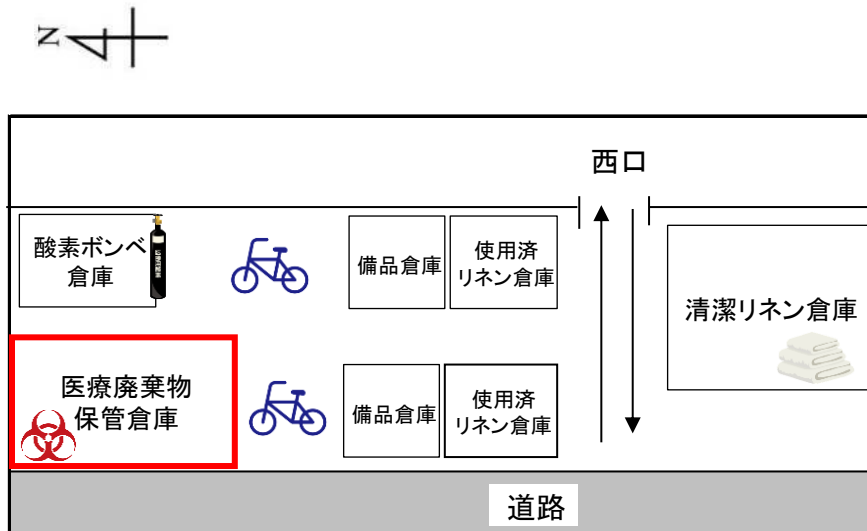 N
西口
酸素ボンベ
倉庫
備品倉庫
使用済
リネン倉庫
清潔リネン倉庫
医療廃棄物
保管倉庫
備品倉庫
使用済
リネン倉庫
道路